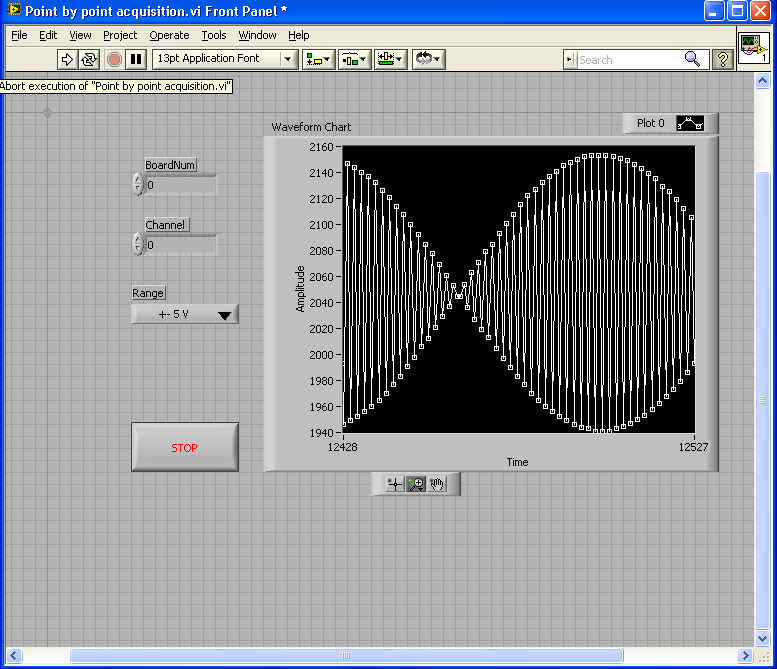 Point by point acquisition.vi Front Panel *
File Edit View Project Operate Tools Window Help
13pt Application Font
Search
?
1
Abort execution of "Point by point acquisition.vi"
Waveform Chart
Plot 0
BoardNum
0
Channel
0
Range
+- 5 V
STOP
Amplitude
2160
2140
2120
2100
2080
2060
2040
2020
2000
1980
1960
1940
12428
12527
Time